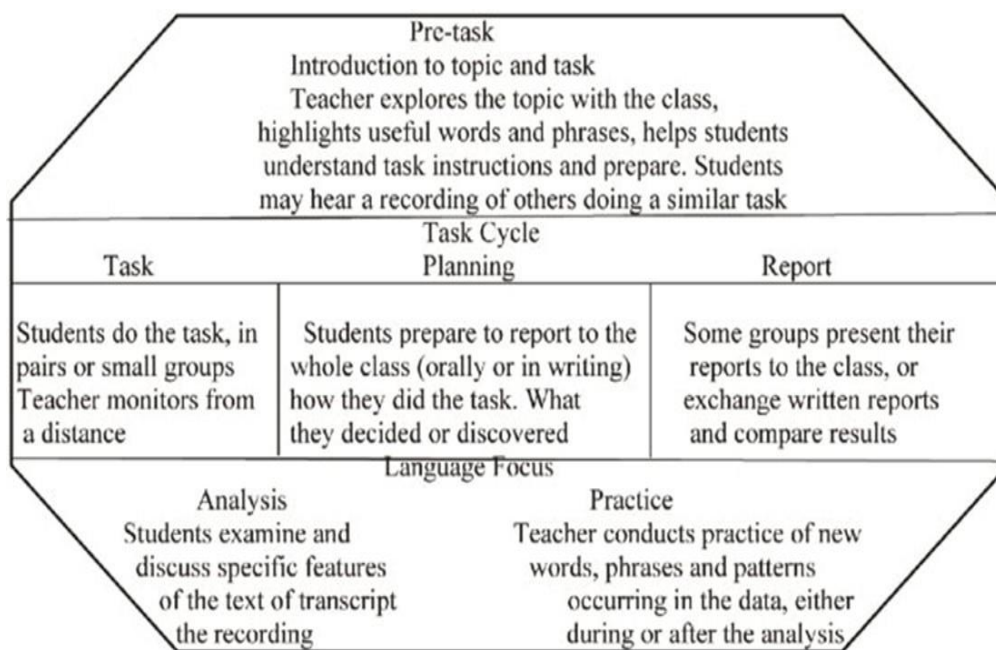 Pre-task
Introduction to topic and task
Teacher explores the topic with the class,
highlights useful words and phrases, helps students
understand task instructions and prepare. Students
may hear a recording of others doing a similar task
Task Cycle
Task
Planning
Report
Students do the task, in
pairs or small groups
Teacher monitors from
a distance
Students prepare to report to the
whole class (orally or in writing)
how they did the task. What
they decided or discovered
Some groups present their
reports to the class, or
exchange written reports
and compare results
Language Focus
Analysis
Students examine and
discuss specific features
of the text of transcript
the recording
Practice
Teacher conducts practice of new
words, phrases and patterns
occurring in the data, either
during or after the analysis